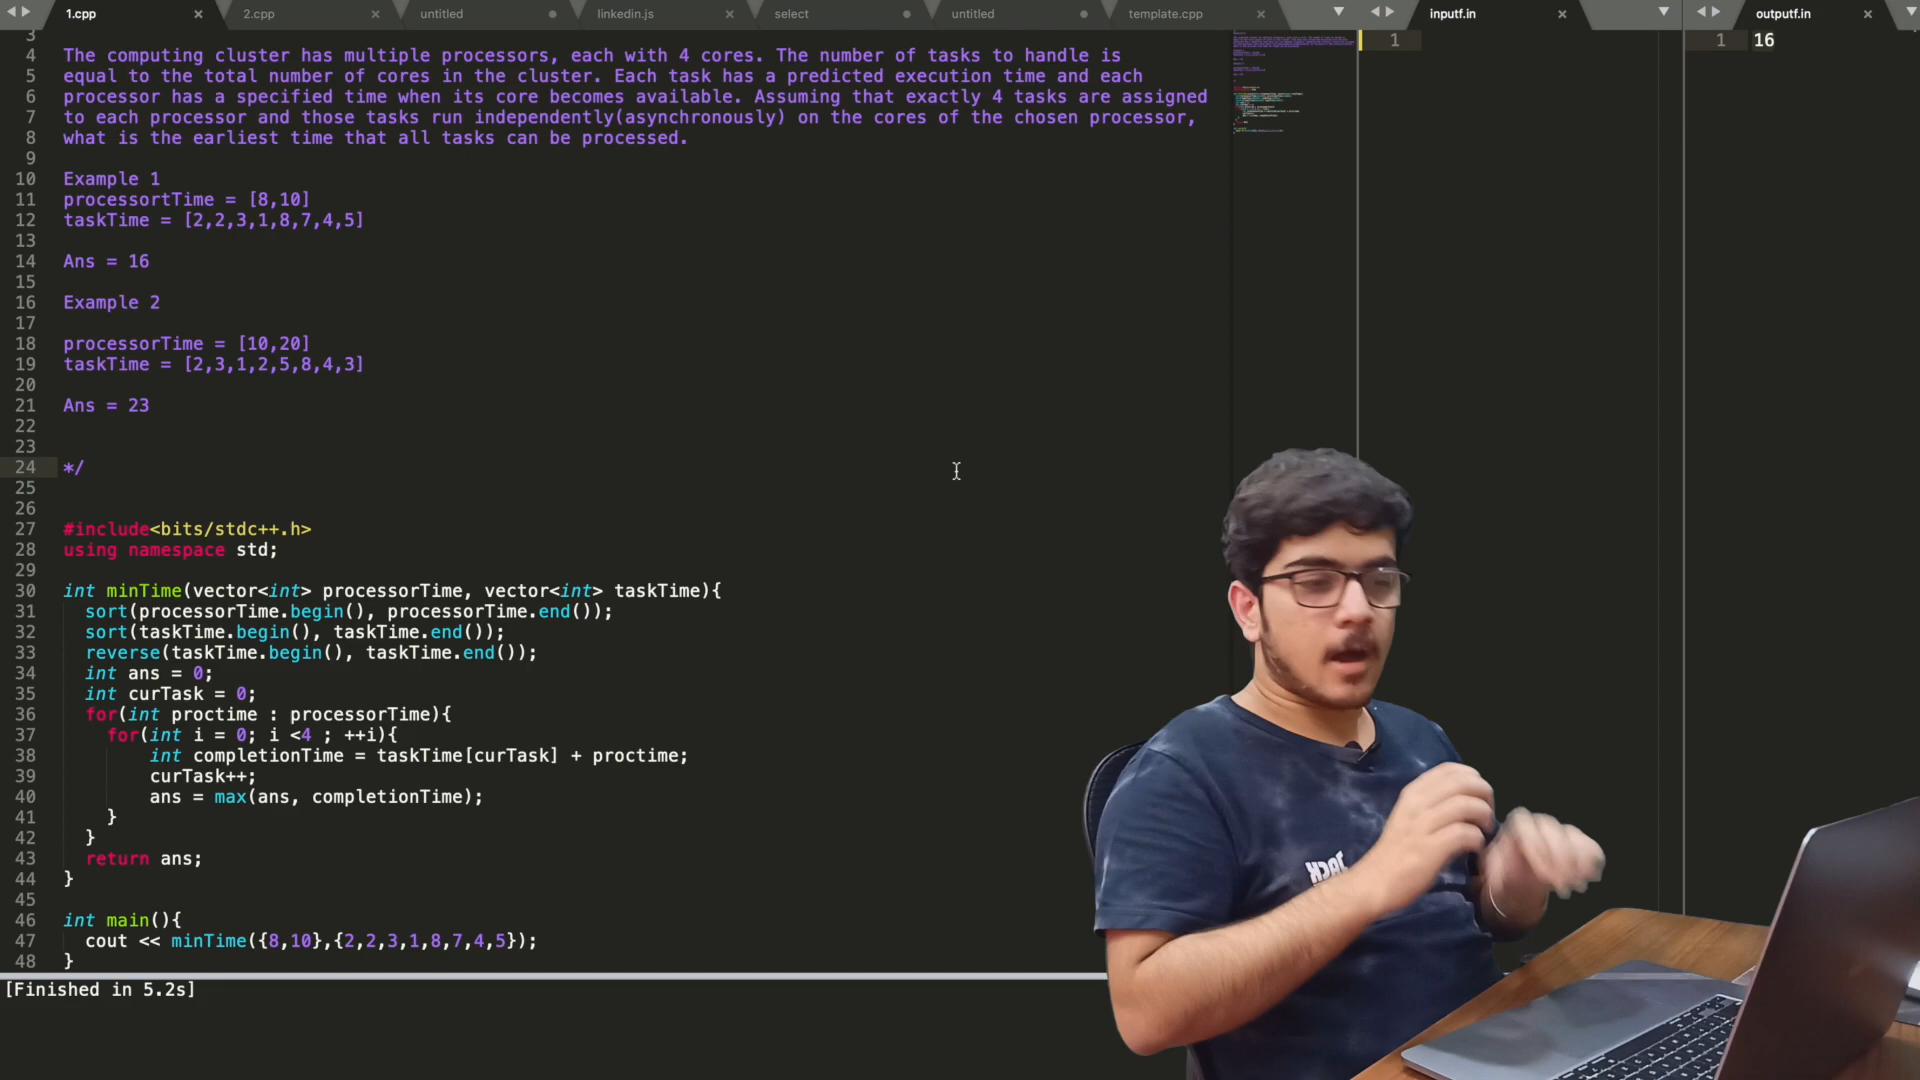 1.cpp
2.cpp
untitled
linkedin.js
select
untitled
template.cpp
inputf.in
outputf.in
3
4 The computing cluster has multiple processors, each with 4 cores. The number of tasks to handle is
5 equal to the total number of cores in the cluster. Each task has a predicted execution time and each
6 processor has a specified time when its core becomes available. Assuming that exactly 4 tasks are assigned
7 to each processor and those tasks run independently(asynchronously) on the cores of the chosen processor,
8 what is the earliest time that all tasks can be processed.
9
10 Example 1
11 processortTime = [8,10]
12 taskTime = [2,2,3,1,8,7,4,5]
13
14 Ans = 16
15
16 Example 2
17
18 processorTime = [10,20]
19 taskTime = [2,3,1,2,5,8,4,3]
20
21 Ans = 23
22
23
24 */
25
26
27 #include<bits/stdc++.h>
28 using namespace std;
29
30 int minTime(vector<int> processorTime, vector<int> taskTime){
31 sort(processorTime.begin(), processorTime.end());
32 sort(taskTime.begin(), taskTime.end());
33 reverse(taskTime.begin(), taskTime.end());
34 int ans = 0;
35 int curTask = 0;
36 for(int proctime : processorTime){
37 for(int i = 0; i <4 ; ++i){
38 int completionTime = taskTime[curTask] + proctime;
39 curTask++;
40 ans = max(ans, completionTime);
41 }
42 }
43 return ans;
44 }
45
46 int main(){
47 cout << minTime({8,10},{2,2,3,1,8,7,4,5});
48 }
[Finished in 5.2s]
1
1 16
JACK